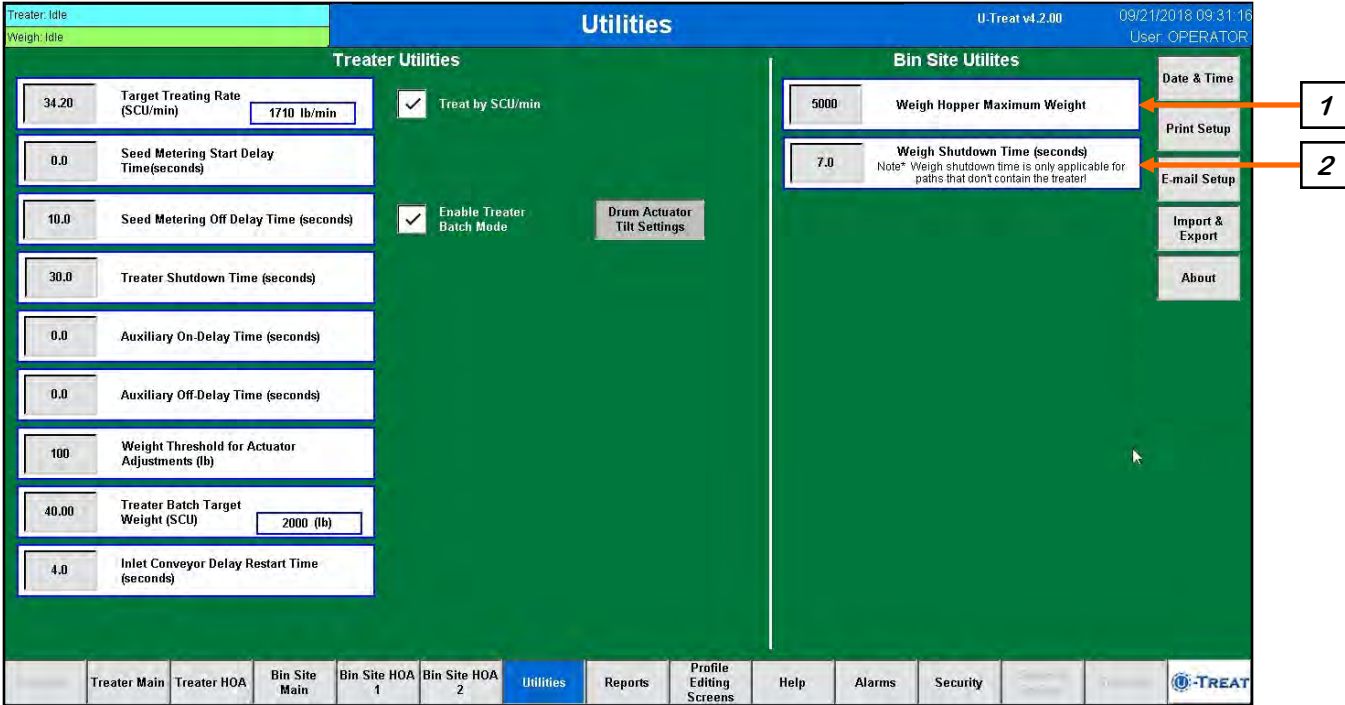 Treater: Idle
Weigh: Idle
Utilities
U-Treat v4.2.00
09/21/2018 09:31:16
User: OPERATOR
Treater Utilities
34.20
Target Treating Rate
(SCU/min)
1710 lb/min
Treat by SCU/min
0.0
Seed Metering Start Delay
Time(seconds)
10.0
Seed Metering Off Delay Time (seconds)
Enable Treater
Batch Mode
Drum Actuator
Tilt Settings
30.0
Treater Shutdown Time (seconds)
0.0
Auxiliary On-Delay Time (seconds)
0.0
Auxiliary Off-Delay Time (seconds)
100
Weight Threshold for Actuator
Adjustments (lb)
40.00
Treater Batch Target
Weight (SCU)
2000 (lb)
4.0
Inlet Conveyor Delay Restart Time
(seconds)
Bin Site Utilites
5000
Weigh Hopper Maximum Weight
7.0
Weigh Shutdown Time (seconds)
Note* Weigh shutdown time is only applicable for
paths that don't contain the treater!
Date & Time
Print Setup
E-mail Setup
Import &
Export
About
1
2
Treater Main
Treater HOA
Bin Site
Main
Bin Site HOA
1
Bin Site HOA
2
Utilities
Reports
Profile
Editing
Screens
Help
Alarms
Security
U-TREAT